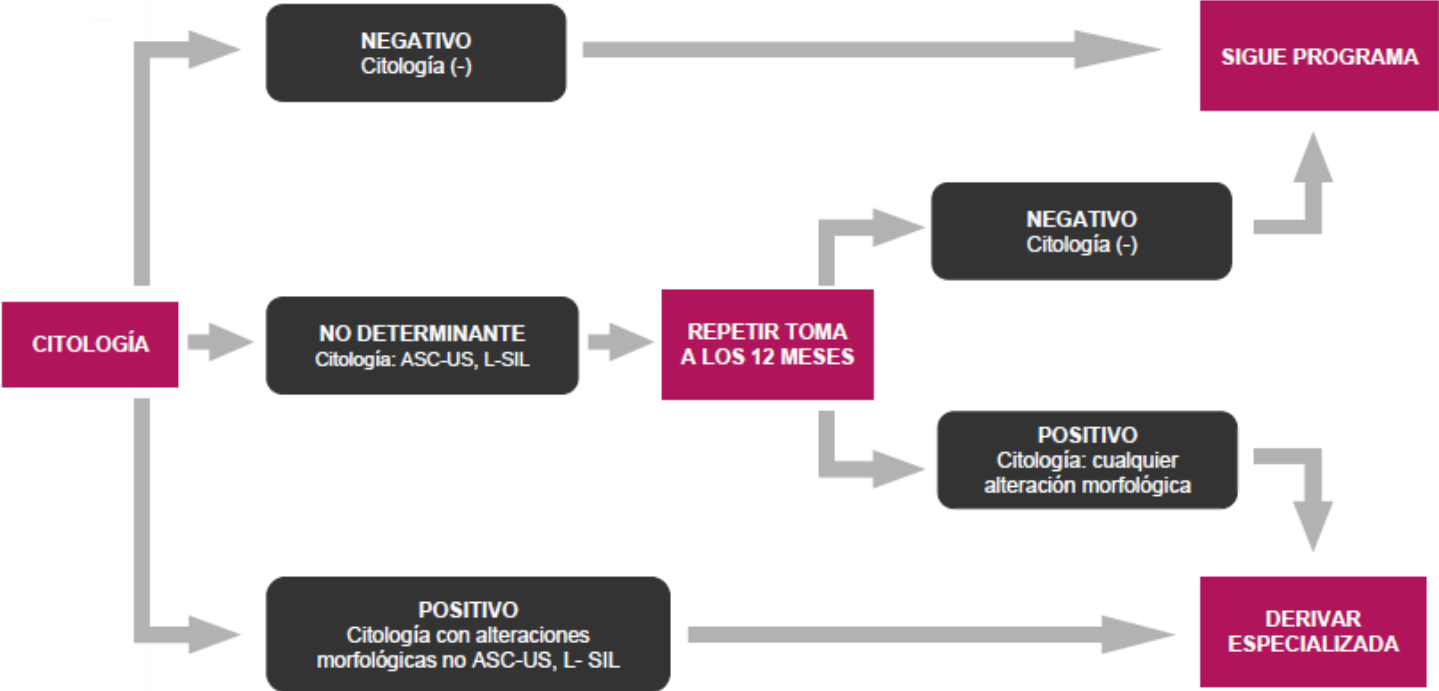 NEGATIVO
Citología (-)
SIGUE PROGRAMA
NEGATIVO
Citología (-)
CITOLOGÍA
NO DETERMINANTE
Citología: ASC-US, L-SIL
REPETIR TOMA
A LOS 12 MESES
POSITIVO
Citología: cualquier
alteración morfológica
POSITIVO
Citología con alteraciones
morfológicas no ASC-US, L- SIL
DERIVAR
ESPECIALIZADA